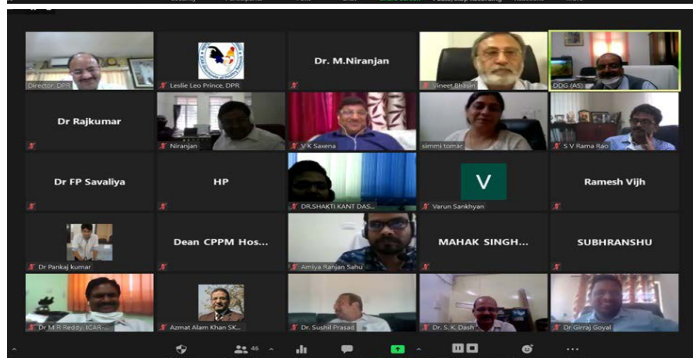 Director, DPR
Leslie Leo Prince, DPR
Dr. M.Niranjan
Vineet Bhasin
DDG (AS)
Dr Rajkumar
Niranjan
V K Saxena
simmi tomar
S V Rama Rao
Dr FP Savaliya
HP
DR.SHAKTI KANT DAS...
V
Varun Sankhyan
Ramesh Vijh
Dr Pankaj kumar
Dean CPPM Hos...
Amiya Ranjan Sahu
MAHAK SINGH...
SUBHRANSHU
Dr M R Reddy, ICAR-...
Azmat Alam Khan SK...
Dr. Sushil Prasad
Dr. S. K. Dash
Dr Girraj Goyal
46